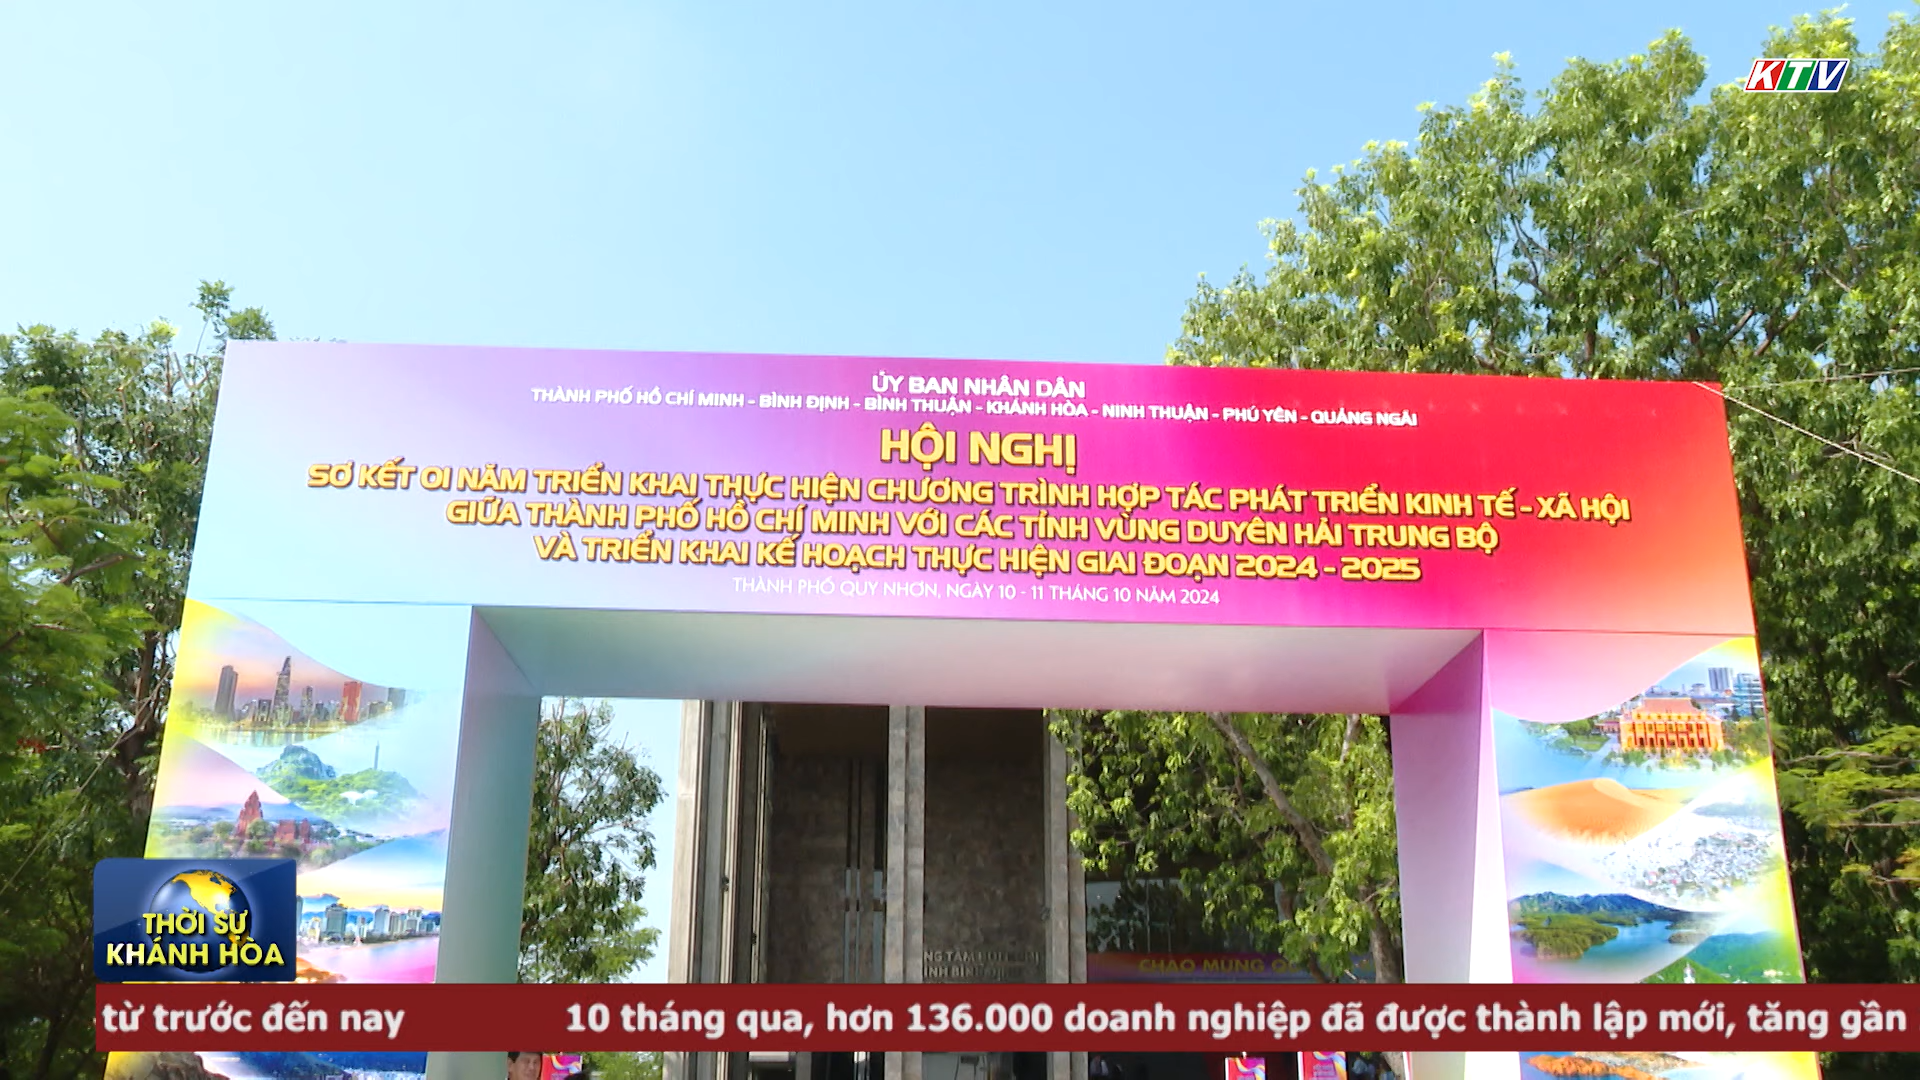 KTV
ỦY BAN NHÂN DÂN
THÀNH PHỐ HỒ CHÍ MINH - BÌNH ĐỊNH - BÌNH THUẬN - KHÁNH HÒA - NINH THUẬN - PHÚ YÊN - QUẢNG NGÃI
HỘI NGHỊ
SƠ KẾT 01 NĂM TRIỂN KHAI THỰC HIỆN CHƯƠNG TRÌNH HỢP TÁC PHÁT TRIỂN KINH TẾ - XÃ HỘI
GIỮA THÀNH PHỐ HỒ CHÍ MINH VỚI CÁC TỈNH VÙNG DUYÊN HẢI TRUNG BỘ
VÀ TRIỂN KHAI KẾ HOẠCH THỰC HIỆN GIAI ĐOẠN 2024 - 2025
THÀNH PHỐ QUY NHƠN, NGÀY 10 - 11 THÁNG 10 NĂM 2024
CHÀO MỪNG
THỜI SỰ
KHÁNH HÒA
từ trước đến nay 10 tháng qua, hơn 136.000 doanh nghiệp đã được thành lập mới, tăng gần